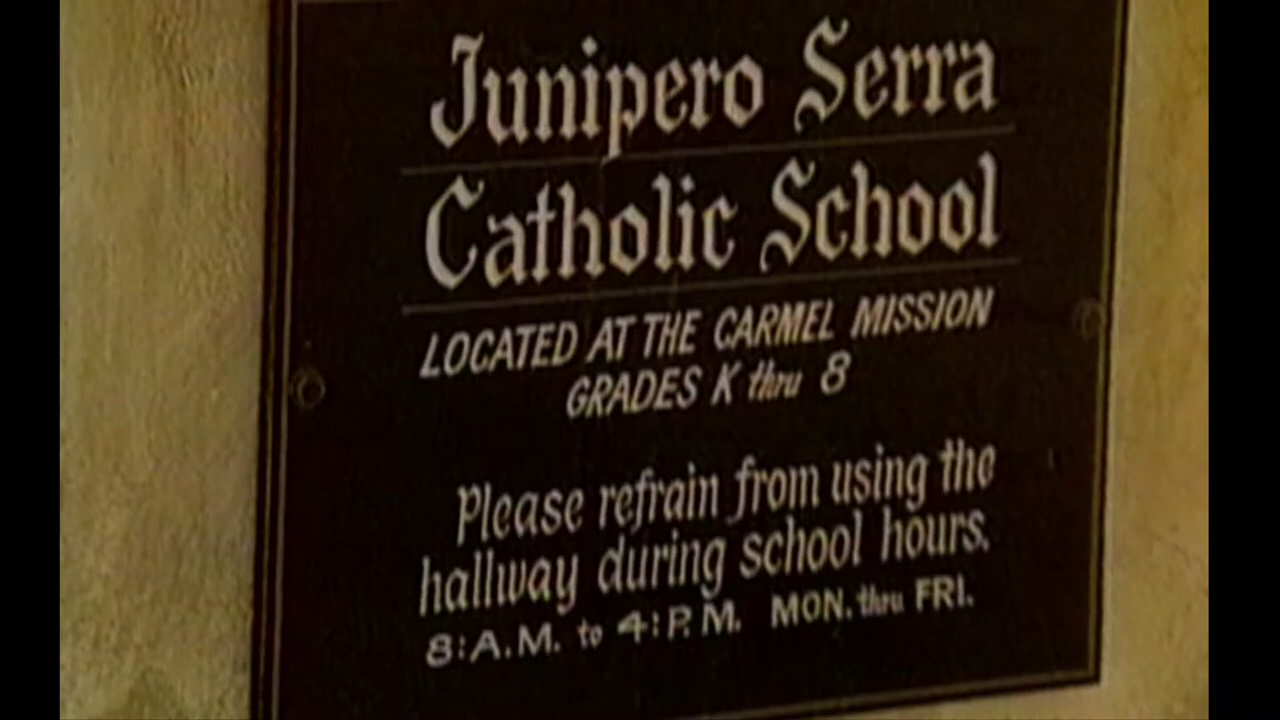 Junipero Serra
Catholic School
LOCATED AT THE CARMEL MISSION
GRADES K thru 8
Please refrain from using the
hallway during school hours.
8:A.M. to 4:P.M. MON. thru FRI.